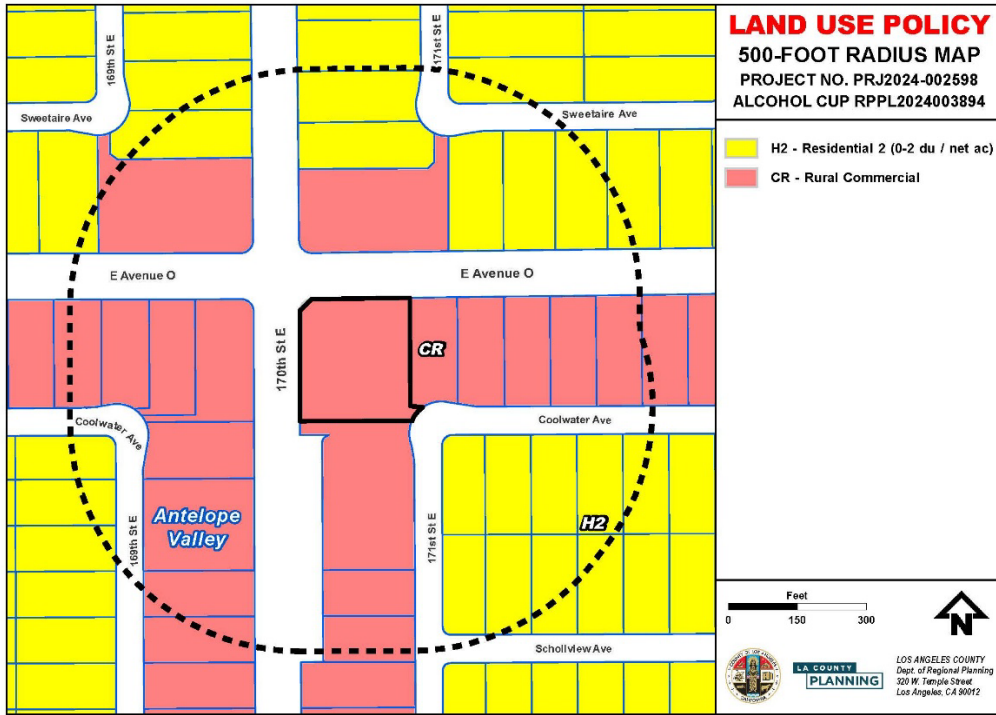 LAND USE POLICY
500-FOOT RADIUS MAP
PROJECT NO. PRJ2024-002598
ALCOHOL CUP RPPL2024003894
H2 - Residential 2 (0-2 du / net ac)
CR - Rural Commercial
169th St E
171st St E
Sweetaire Ave
Sweetaire Ave
E Avenue O
E Avenue O
170th St E
CR
Coolwater Ave
Coolwater Ave
Antelope
Valley
H2
169th St E
171st St E
Schollview Ave
Feet
0 150 300
N
LA COUNTY
PLANNING
LOS ANGELES COUNTY
Dept. of Regional Planning
320 W. Temple Street
Los Angeles, CA 90012